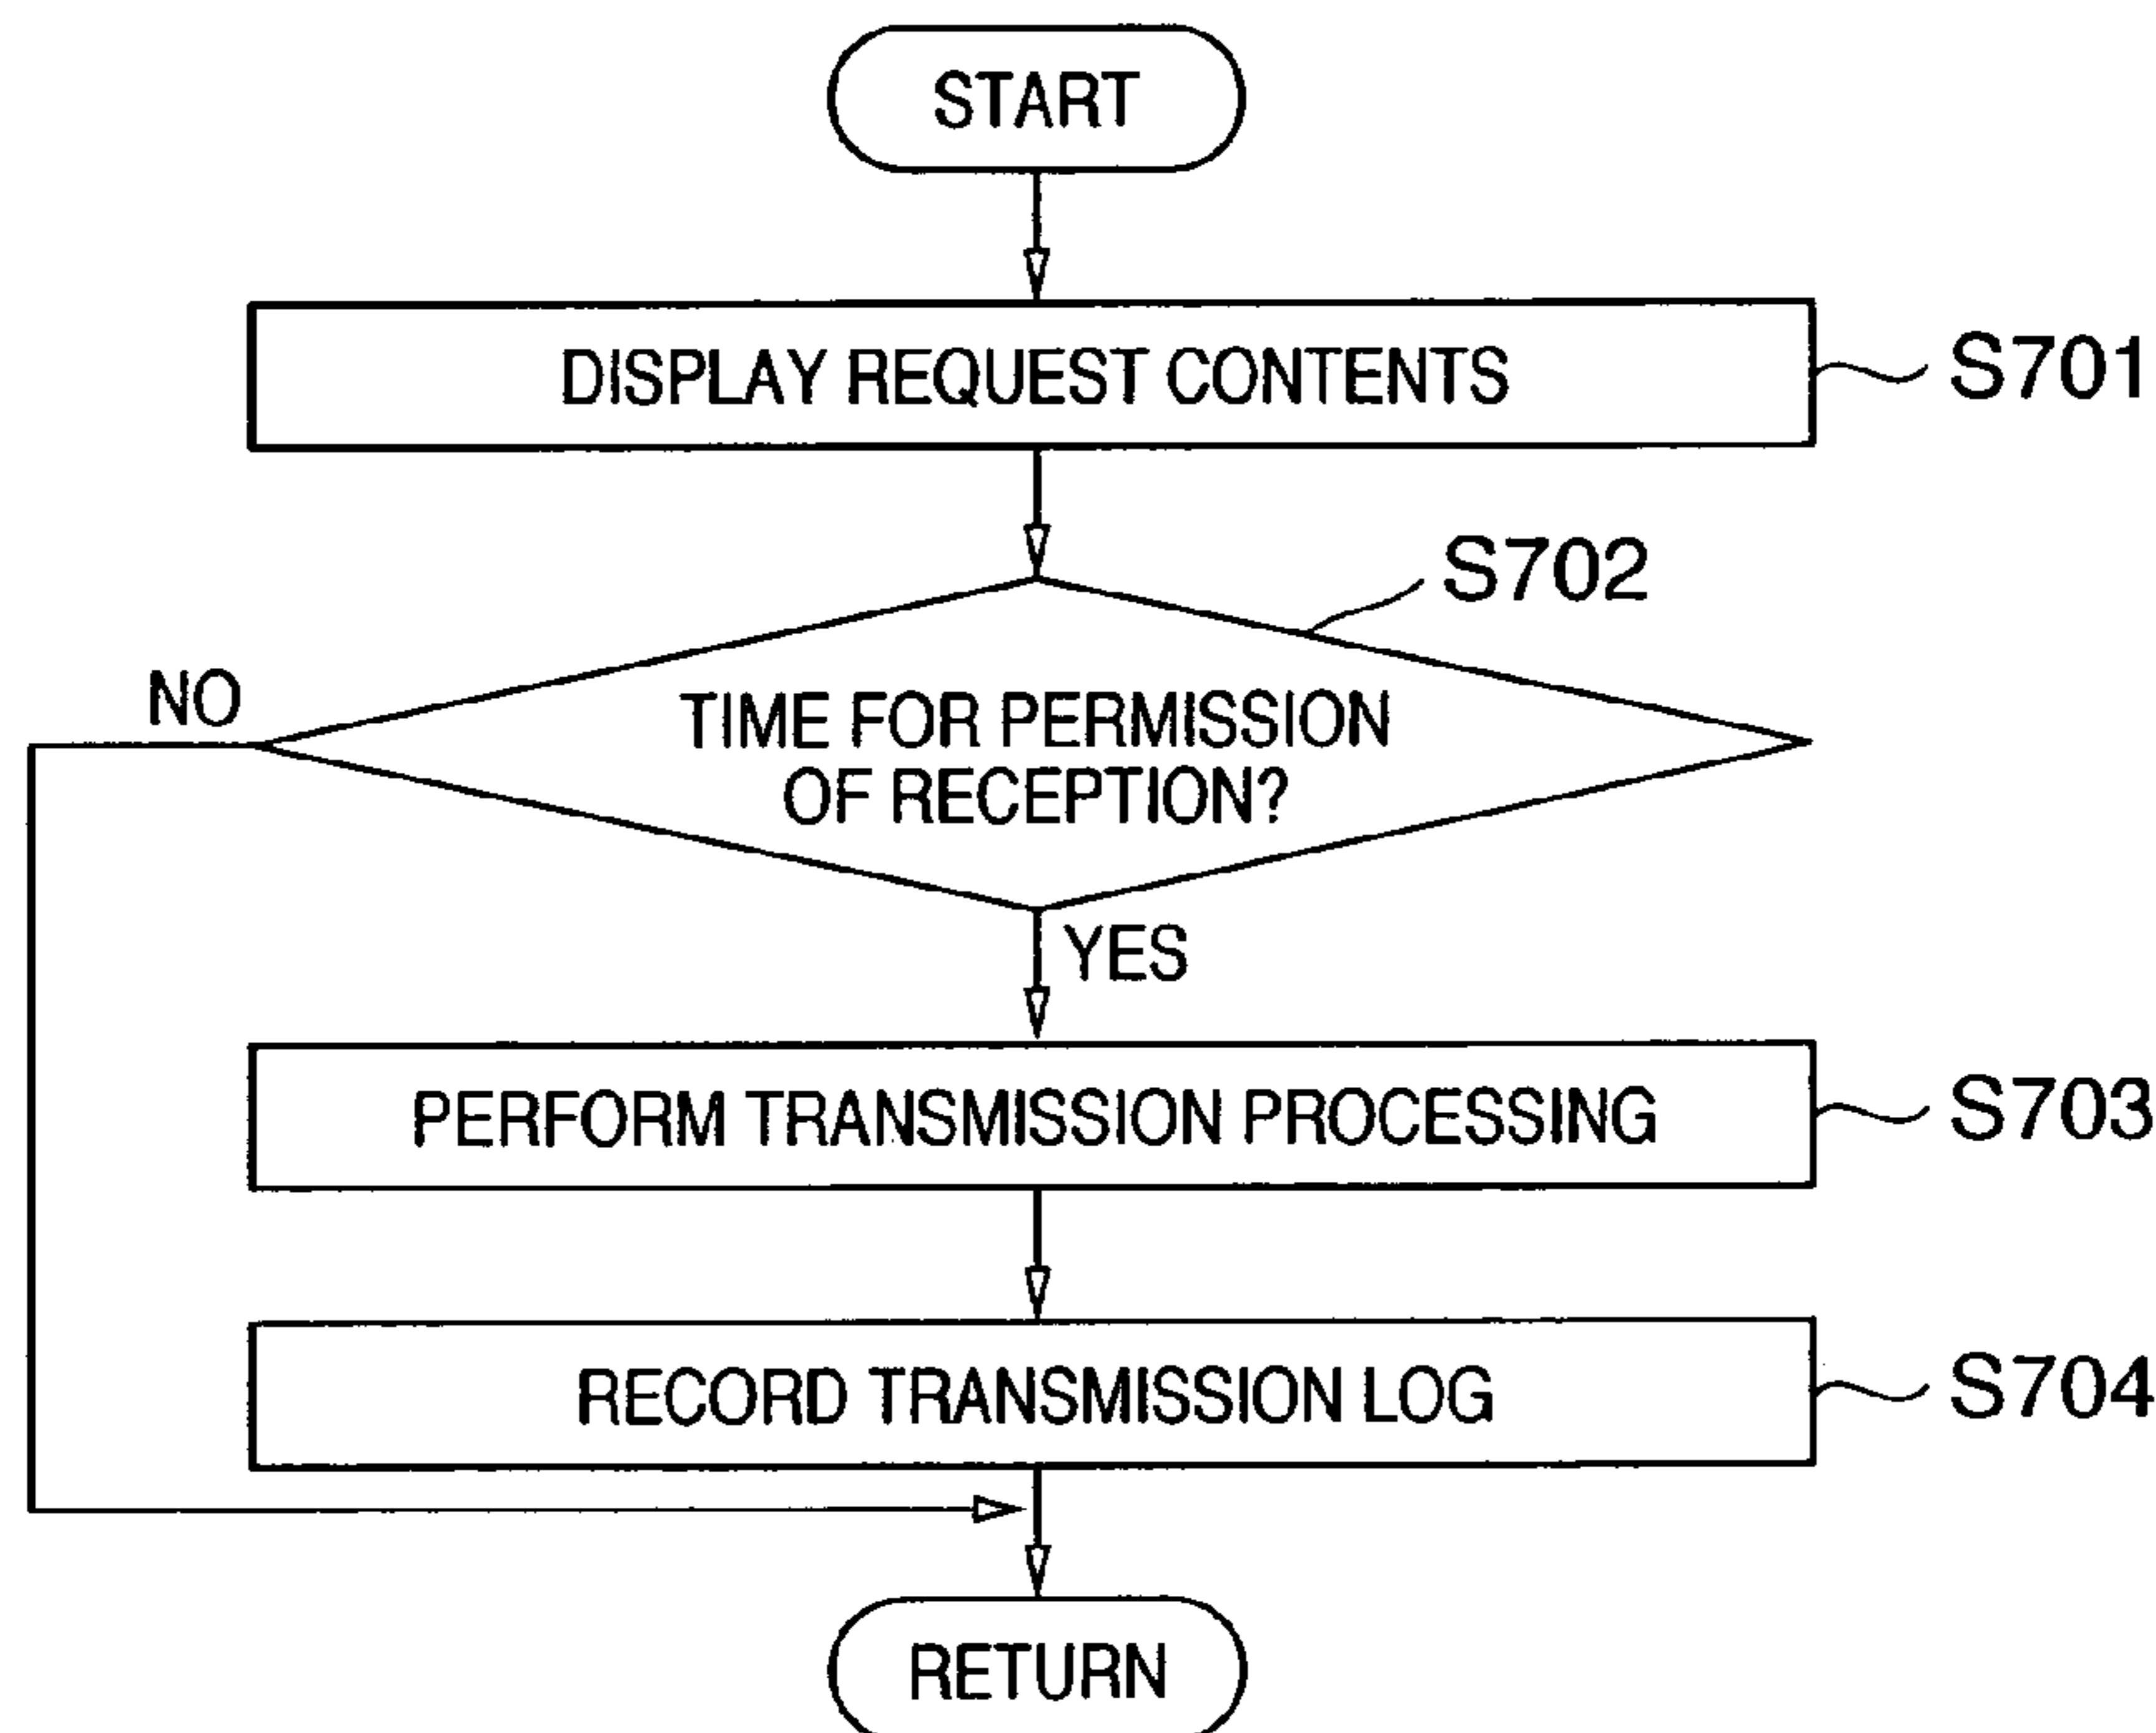 START
DISPLAY REQUEST CONTENTS
S701
S702
NO
TIME FOR PERMISSION
OF RECEPTION?
YES
PERFORM TRANSMISSION PROCESSING
S703
RECORD TRANSMISSION LOG
S704
RETURN